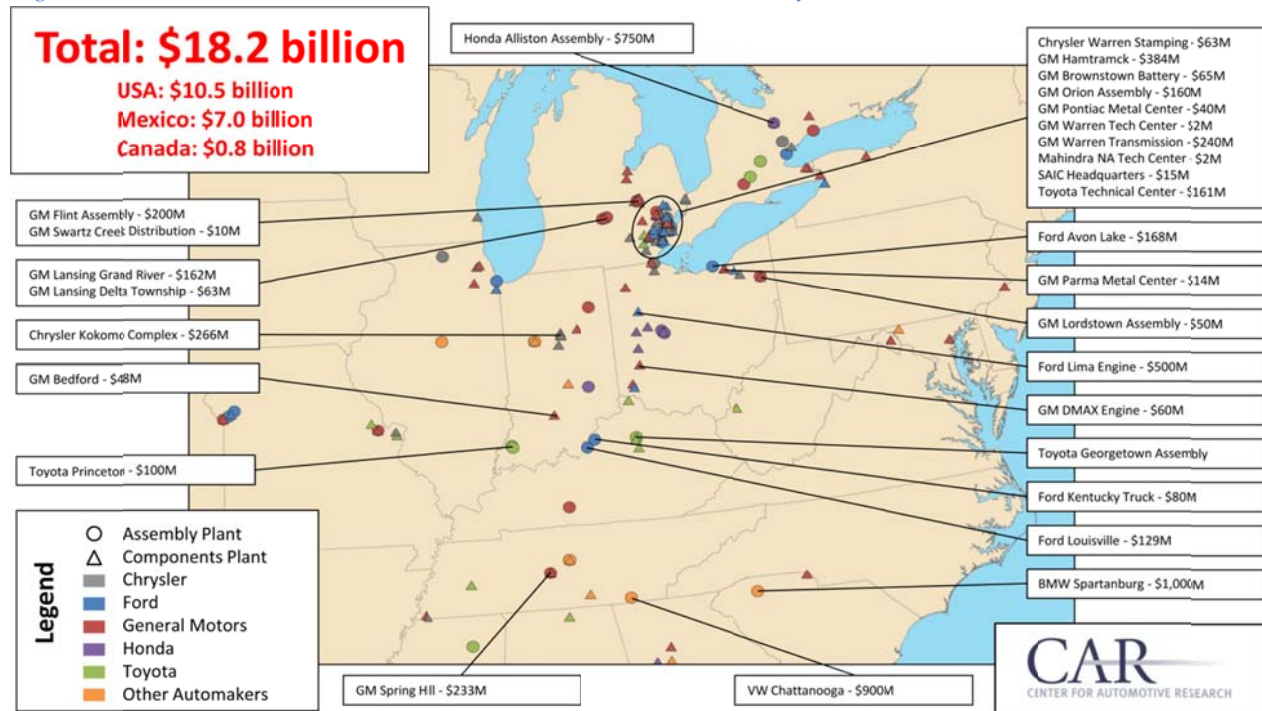 Total: $18.2 billion
USA: $10.5 billion
Mexico: $7.0 billion
Canada: $0.8 billion
Honda Alliston Assembly - $750M
Chrysler Warren Stamping - $63M
GM Hamtramck - $384M
GM Brownstown Battery - $65M
GM Orion Assembly - $160M
GM Pontiac Metal Center - $40M
GM Warren Tech Center - $2M
GM Warren Transmission - $240M
Mahindra NA Tech Center - $2M
SAIC Headquarters - $15M
Toyota Technical Center - $161M
GM Flint Assembly - $200M
GM Swartz Creek Distribution - $10M
GM Lansing Grand River - $162M
GM Lansing Delta Township - $63M
Chrysler Kokomo Complex - $266M
GM Bedford - $48M
Toyota Princeton - $100M
Ford Avon Lake - $168M
GM Parma Metal Center - $14M
GM Lordstown Assembly - $50M
Ford Lima Engine - $500M
GM DMAX Engine - $60M
Toyota Georgetown Assembly
Ford Kentucky Truck - $80M
Ford Louisville - $129M
BMW Spartanburg - $1,000M
GM Spring Hill - $233M
VW Chattanooga - $900M
Legend
Assembly Plant
Components Plant
Chrysler
Ford
General Motors
Honda
Toyota
Other Automakers
CAR
CENTER FOR AUTOMOTIVE RESEARCH